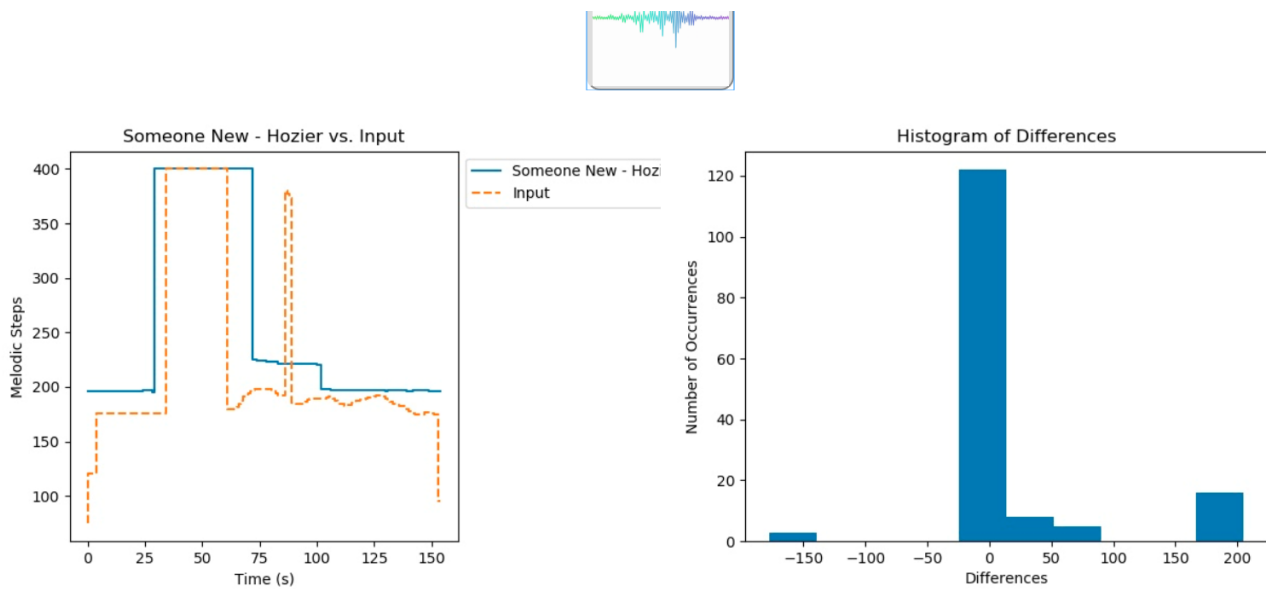 Someone New - Hozier vs. Input
400
350
300
250
200
150
100
Melodic Steps
0 25 50 75 100 125 150
Time (s)
Someone New - Hozi
Input
Histogram of Differences
120
100
80
60
40
20
0
Number of Occurrences
−150 −100 −50 0 50 100 150 200
Differences